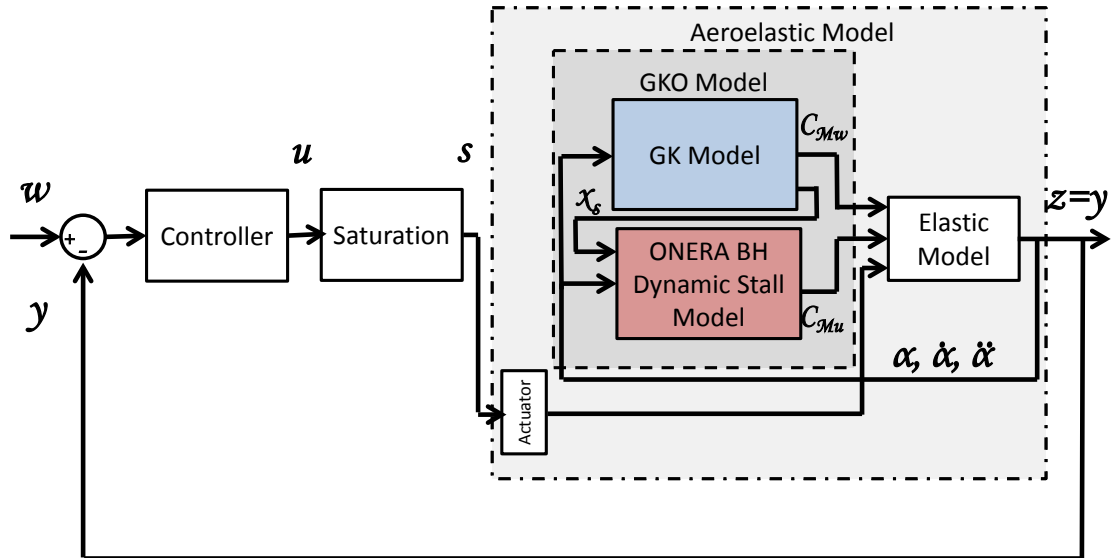 Aeroelastic Model
GKO Model
C_Mw
GK Model
u
s
w
x_s
z=y
+
-
Controller
Saturation
Elastic
Model
ONERA BH
Dynamic Stall
Model
C_Mu
y
α, α̇, α̈
Actuator